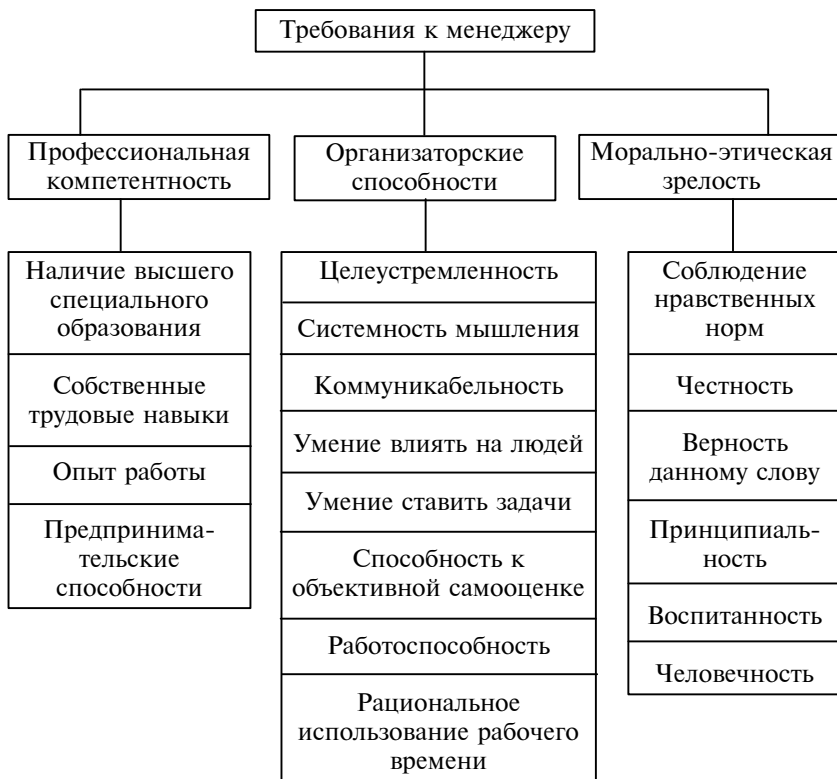 Требования к менеджеру
Профессиональная
компетентность
Организаторские
способности
Морально-этическая
зрелость
Наличие высшего
специального
образования
Собственные
трудовые навыки
Опыт работы
Предпринима-
тельские
способности
Целеустремленность
Системность мышления
Коммуникабельность
Умение влиять на людей
Умение ставить задачи
Способность к
объективной самооценке
Работоспособность
Рациональное
использование рабочего
времени
Соблюдение
нравственных
норм
Честность
Верность
данному слову
Принципиаль-
ность
Воспитанность
Человечность